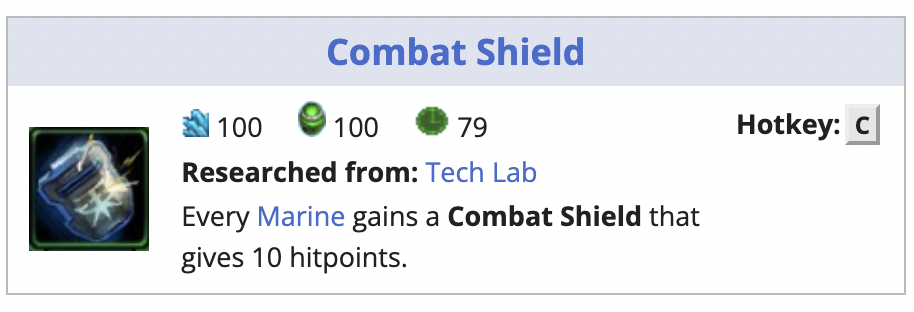 Combat Shield
100 100 79 Hotkey: C
Researched from: Tech Lab
Every Marine gains a Combat Shield that
gives 10 hitpoints.